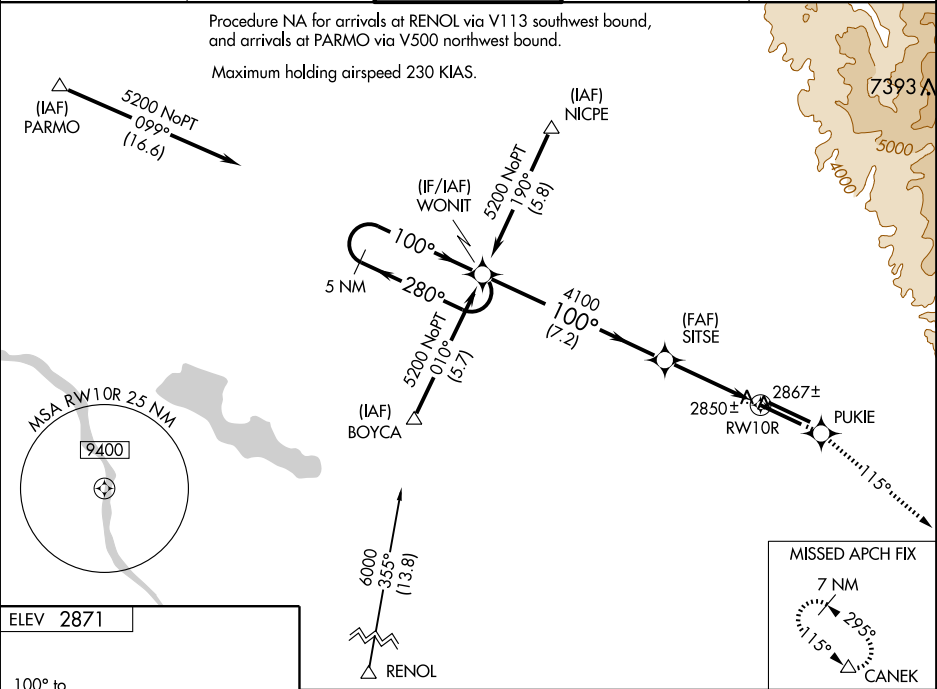 Procedure NA for arrivals at RENOL via V113 southwest bound,
and arrivals at PARMO via V500 northwest bound.
Maximum holding airspeed 230 KIAS.
7393
5000
4000
(IAF)
PARMO
5200 NoPT
099°
(16.6)
(IAF)
NICPE
5200 NoPT
190°
(5.8)
(IF/IAF)
WONIT
100°
280°
5 NM
4100
100°
(7.2)
(FAF)
SITSE
5200 NoPT
010°
(5.7)
(IAF)
BOYCA
2850±
2867±
RW10R
PUKIE
115°
MSA RW10R 25 NM
9400
6000
355°
(13.8)
RENOL
MISSED APCH FIX
7 NM
295°
115°
CANEK
ELEV 2871
100° to